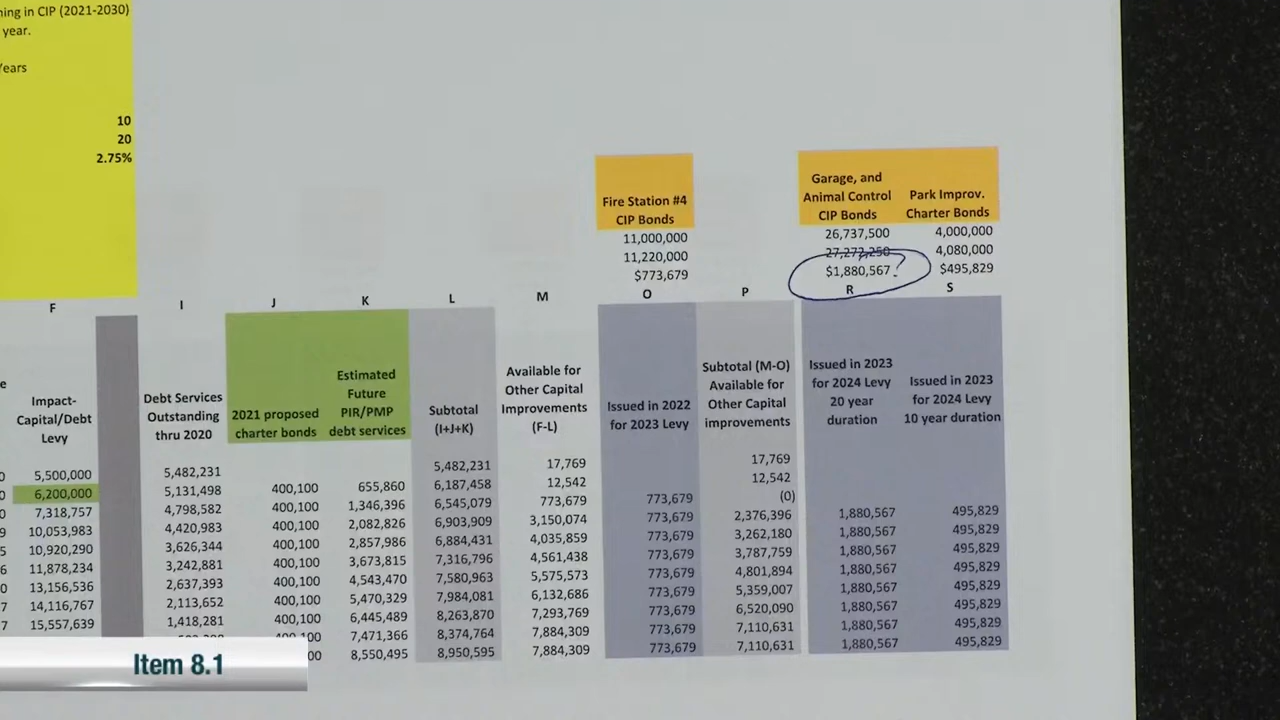 ning in CIP (2021-2030)
year.
Years
10
20
2.75%
Fire Station #4
CIP Bonds
11,000,000
11,220,000
$773,679
Garage, and
Animal Control
CIP Bonds
26,737,500
27,272,250
$1,880,567 ?
Park Improv.
Charter Bonds
4,000,000
4,080,000
$495,829
F I J K L M O P R S
Impact-
Capital/Debt
Levy
Debt Services
Outstanding
thru 2020
2021 proposed
charter bonds
Estimated
Future
PIR/PMP
debt services
Subtotal
(I+J+K)
Available for
Other Capital
Improvements
(F-L)
Issued in 2022
for 2023 Levy
Subtotal (M-O)
Available for
Other Capital
improvements
Issued in 2023
for 2024 Levy
20 year
duration
Issued in 2023
for 2024 Levy
10 year duration
0 5,500,000 5,482,231 5,482,231 17,769 17,769
0 6,200,000 5,131,498 400,100 655,860 6,187,458 12,542 12,542
7 7,318,757 4,798,582 400,100 1,346,396 6,545,079 773,679 773,679 (0)
9 10,053,983 4,420,983 400,100 2,082,826 6,903,909 3,150,074 773,679 2,376,396 1,880,567 495,829
5 10,920,290 3,626,344 400,100 2,857,986 6,884,431 4,035,859 773,679 3,262,180 1,880,567 495,829
6 11,878,234 3,242,881 400,100 3,673,815 7,316,796 4,561,438 773,679 3,787,759 1,880,567 495,829
0 13,156,536 2,637,393 400,100 4,543,470 7,580,963 5,575,573 773,679 4,801,894 1,880,567 495,829
7 14,116,767 2,113,652 400,100 5,470,329 7,984,081 6,132,686 773,679 5,359,007 1,880,567 495,829
7 15,557,639 1,418,281 400,100 6,445,489 8,263,870 7,293,769 773,679 6,520,090 1,880,567 495,829
400,100 7,471,366 8,374,764 7,884,309 773,679 7,110,631 1,880,567 495,829
00 8,550,495 8,950,595 7,884,309 773,679 7,110,631 1,880,567 495,829
Item 8.1